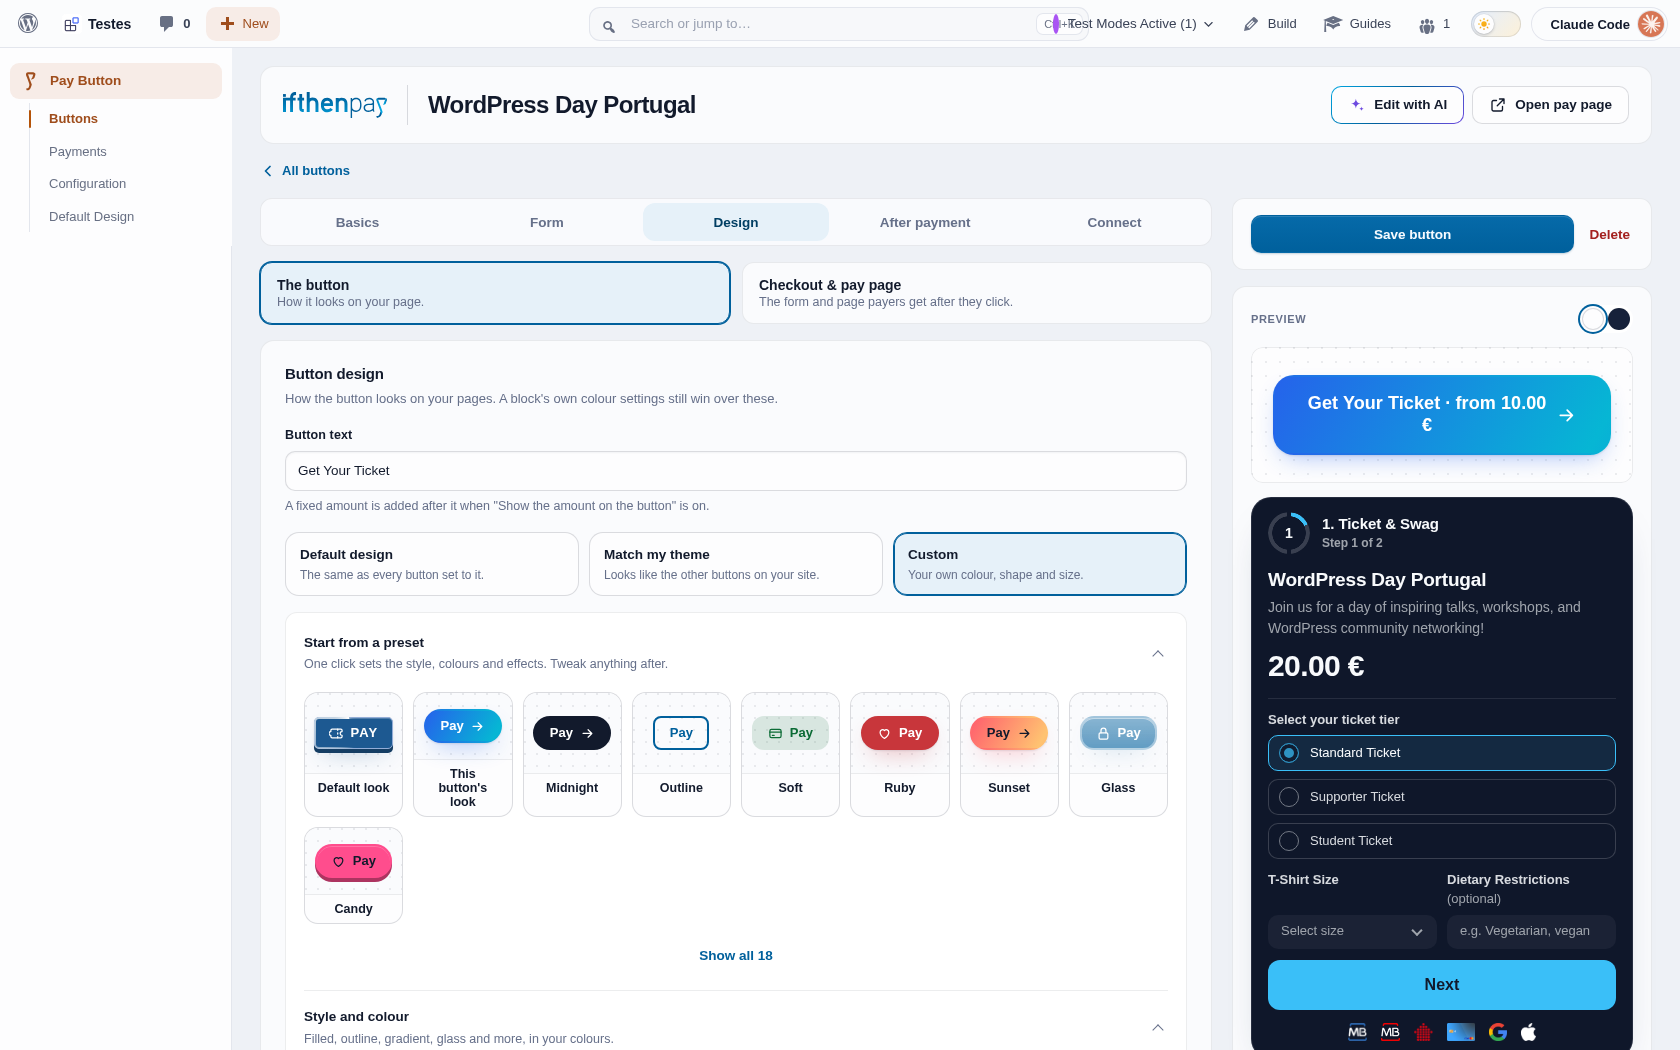 Testes
0
New
Search or jump to…
Test Modes Active (1)
Build
Guides
1
Claude Code
Pay Button
Buttons
Payments
Configuration
Default Design
ifthenpay
WordPress Day Portugal
Edit with AI
Open pay page
All buttons
Basics
Form
Design
After payment
Connect
Save button
Delete
The button
How it looks on your page.
Checkout & pay page
The form and page payers get after they click.
PREVIEW
Get Your Ticket · from 10.00
€
Button design
How the button looks on your pages. A block's own colour settings still win over these.
Button text
Get Your Ticket
A fixed amount is added after it when "Show the amount on the button" is on.
Default design
The same as every button set to it.
Match my theme
Looks like the other buttons on your site.
Custom
Your own colour, shape and size.
Start from a preset
One click sets the style, colours and effects. Tweak anything after.
PAY
Default look
Pay
This
button's
look
Pay
Midnight
Pay
Outline
Pay
Soft
Pay
Ruby
Pay
Sunset
Pay
Glass
Pay
Candy
Show all 18
Style and colour
Filled, outline, gradient, glass and more, in your colours.
1
1. Ticket & Swag
Step 1 of 2
WordPress Day Portugal
Join us for a day of inspiring talks, workshops, and
WordPress community networking!
20.00 €
Select your ticket tier
Standard Ticket
Supporter Ticket
Student Ticket
T-Shirt Size
Dietary Restrictions
(optional)
Select size
e.g. Vegetarian, vegan
Next
MB
MB